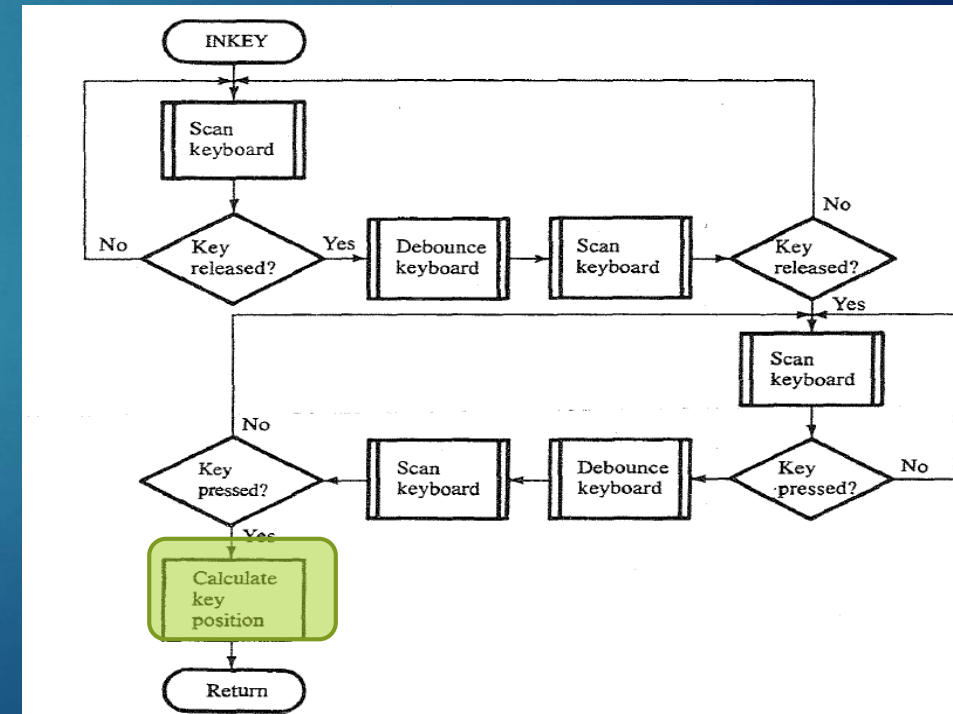 INKEY
Scan
keyboard
No
Key
released?
Yes
Debounce
keyboard
Scan
keyboard
Key
released?
No
Yes
Scan
keyboard
Key
pressed?
No
Debounce
keyboard
Scan
keyboard
Key
pressed?
No
Yes
Calculate
key
position
Return